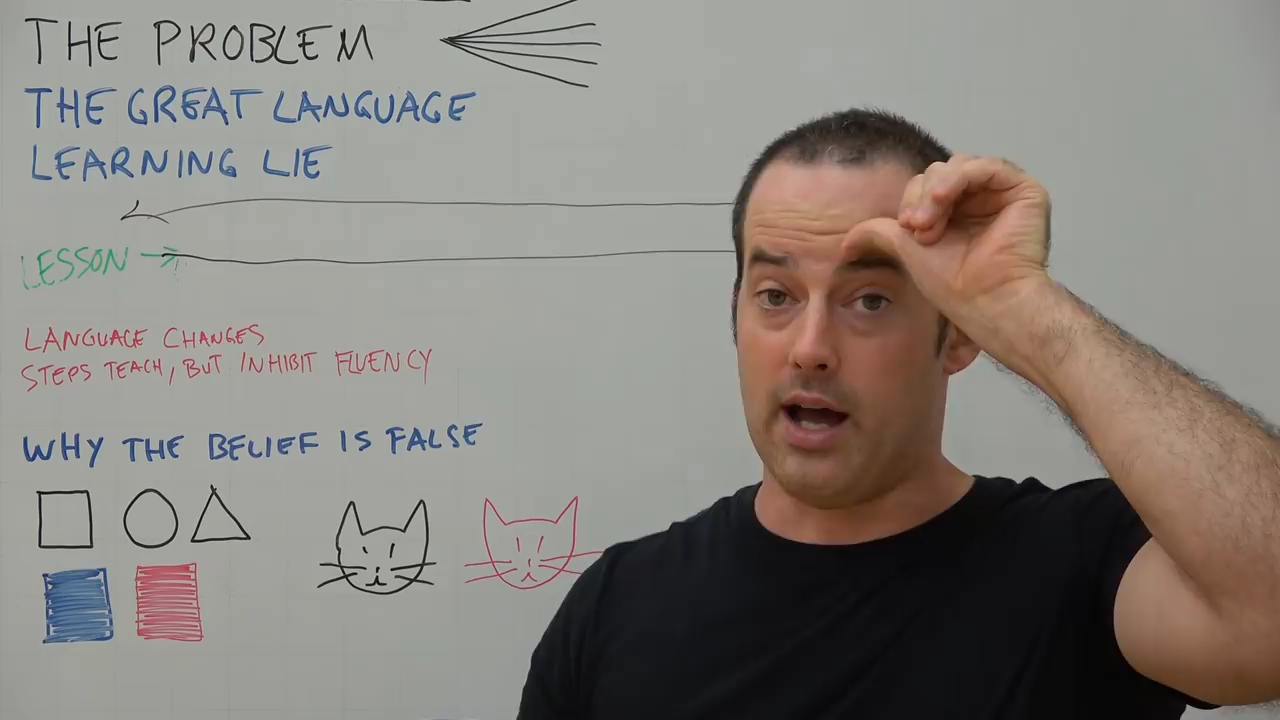 THE PROBLEM
THE GREAT LANGUAGE
LEARNING LIE
LESSON
LANGUAGE CHANGES
STEPS TEACH, BUT INHIBIT FLUENCY
WHY THE BELIEF IS FALSE